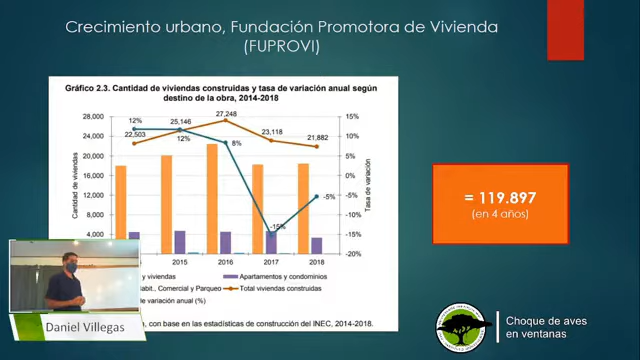 Crecimiento urbano, Fundación Promotora de Vivienda
(FUPROVI)
Gráfico 2.3. Cantidad de viviendas construidas y tasa de variación anual según
destino de la obra, 2014-2018
28,000
24,000
20,000
16,000
12,000
8,000
4,000
Cantidad de viviendas
12%
22,503
25,146
12%
27,248
8%
23,118
-15%
21,882
-5%
15%
10%
5%
0%
-5%
-10%
-15%
-20%
Tasa de variación
2015
2016
2017
2018
y viviendas
Apartamentos y condominios
Habit., Comercial y Parqueo
Total viviendas construidas
de variación anual (%)
con base en las estadísticas de construcción del INEC, 2014-2018.
= 119.897
(en 4 años)
Daniel Villegas
Choque de aves
en ventanas